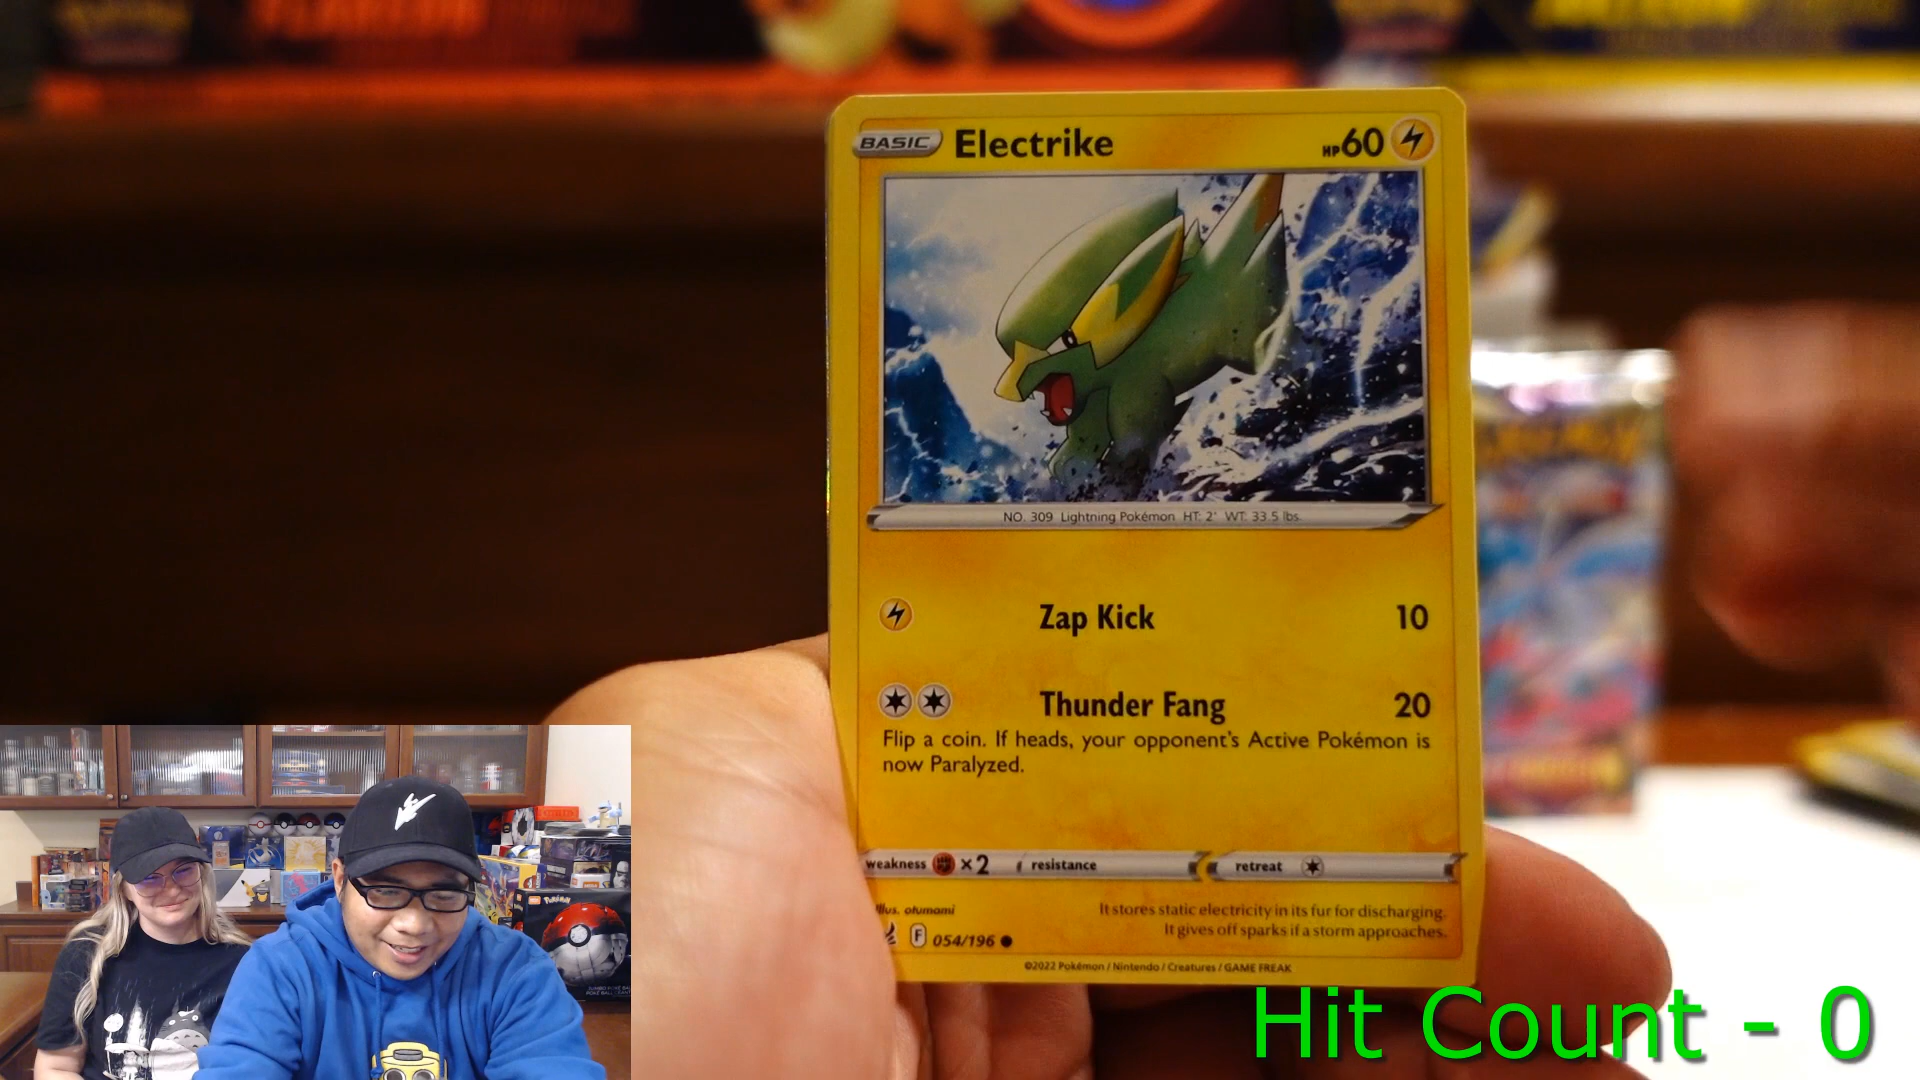 BASIC Electrike HP60
NO. 309 Lightning Pokémon HT: 2' WT: 33.5 lbs.
Zap Kick 10
Thunder Fang 20
Flip a coin. If heads, your opponent's Active Pokémon is
now Paralyzed.
weakness ×2 resistance retreat
illus. otumami
It stores static electricity in its fur for discharging.
It gives off sparks if a storm approaches.
F 054/196
©2022 Pokémon / Nintendo / Creatures / GAME FREAK
Pokémon
Hit Count - 0